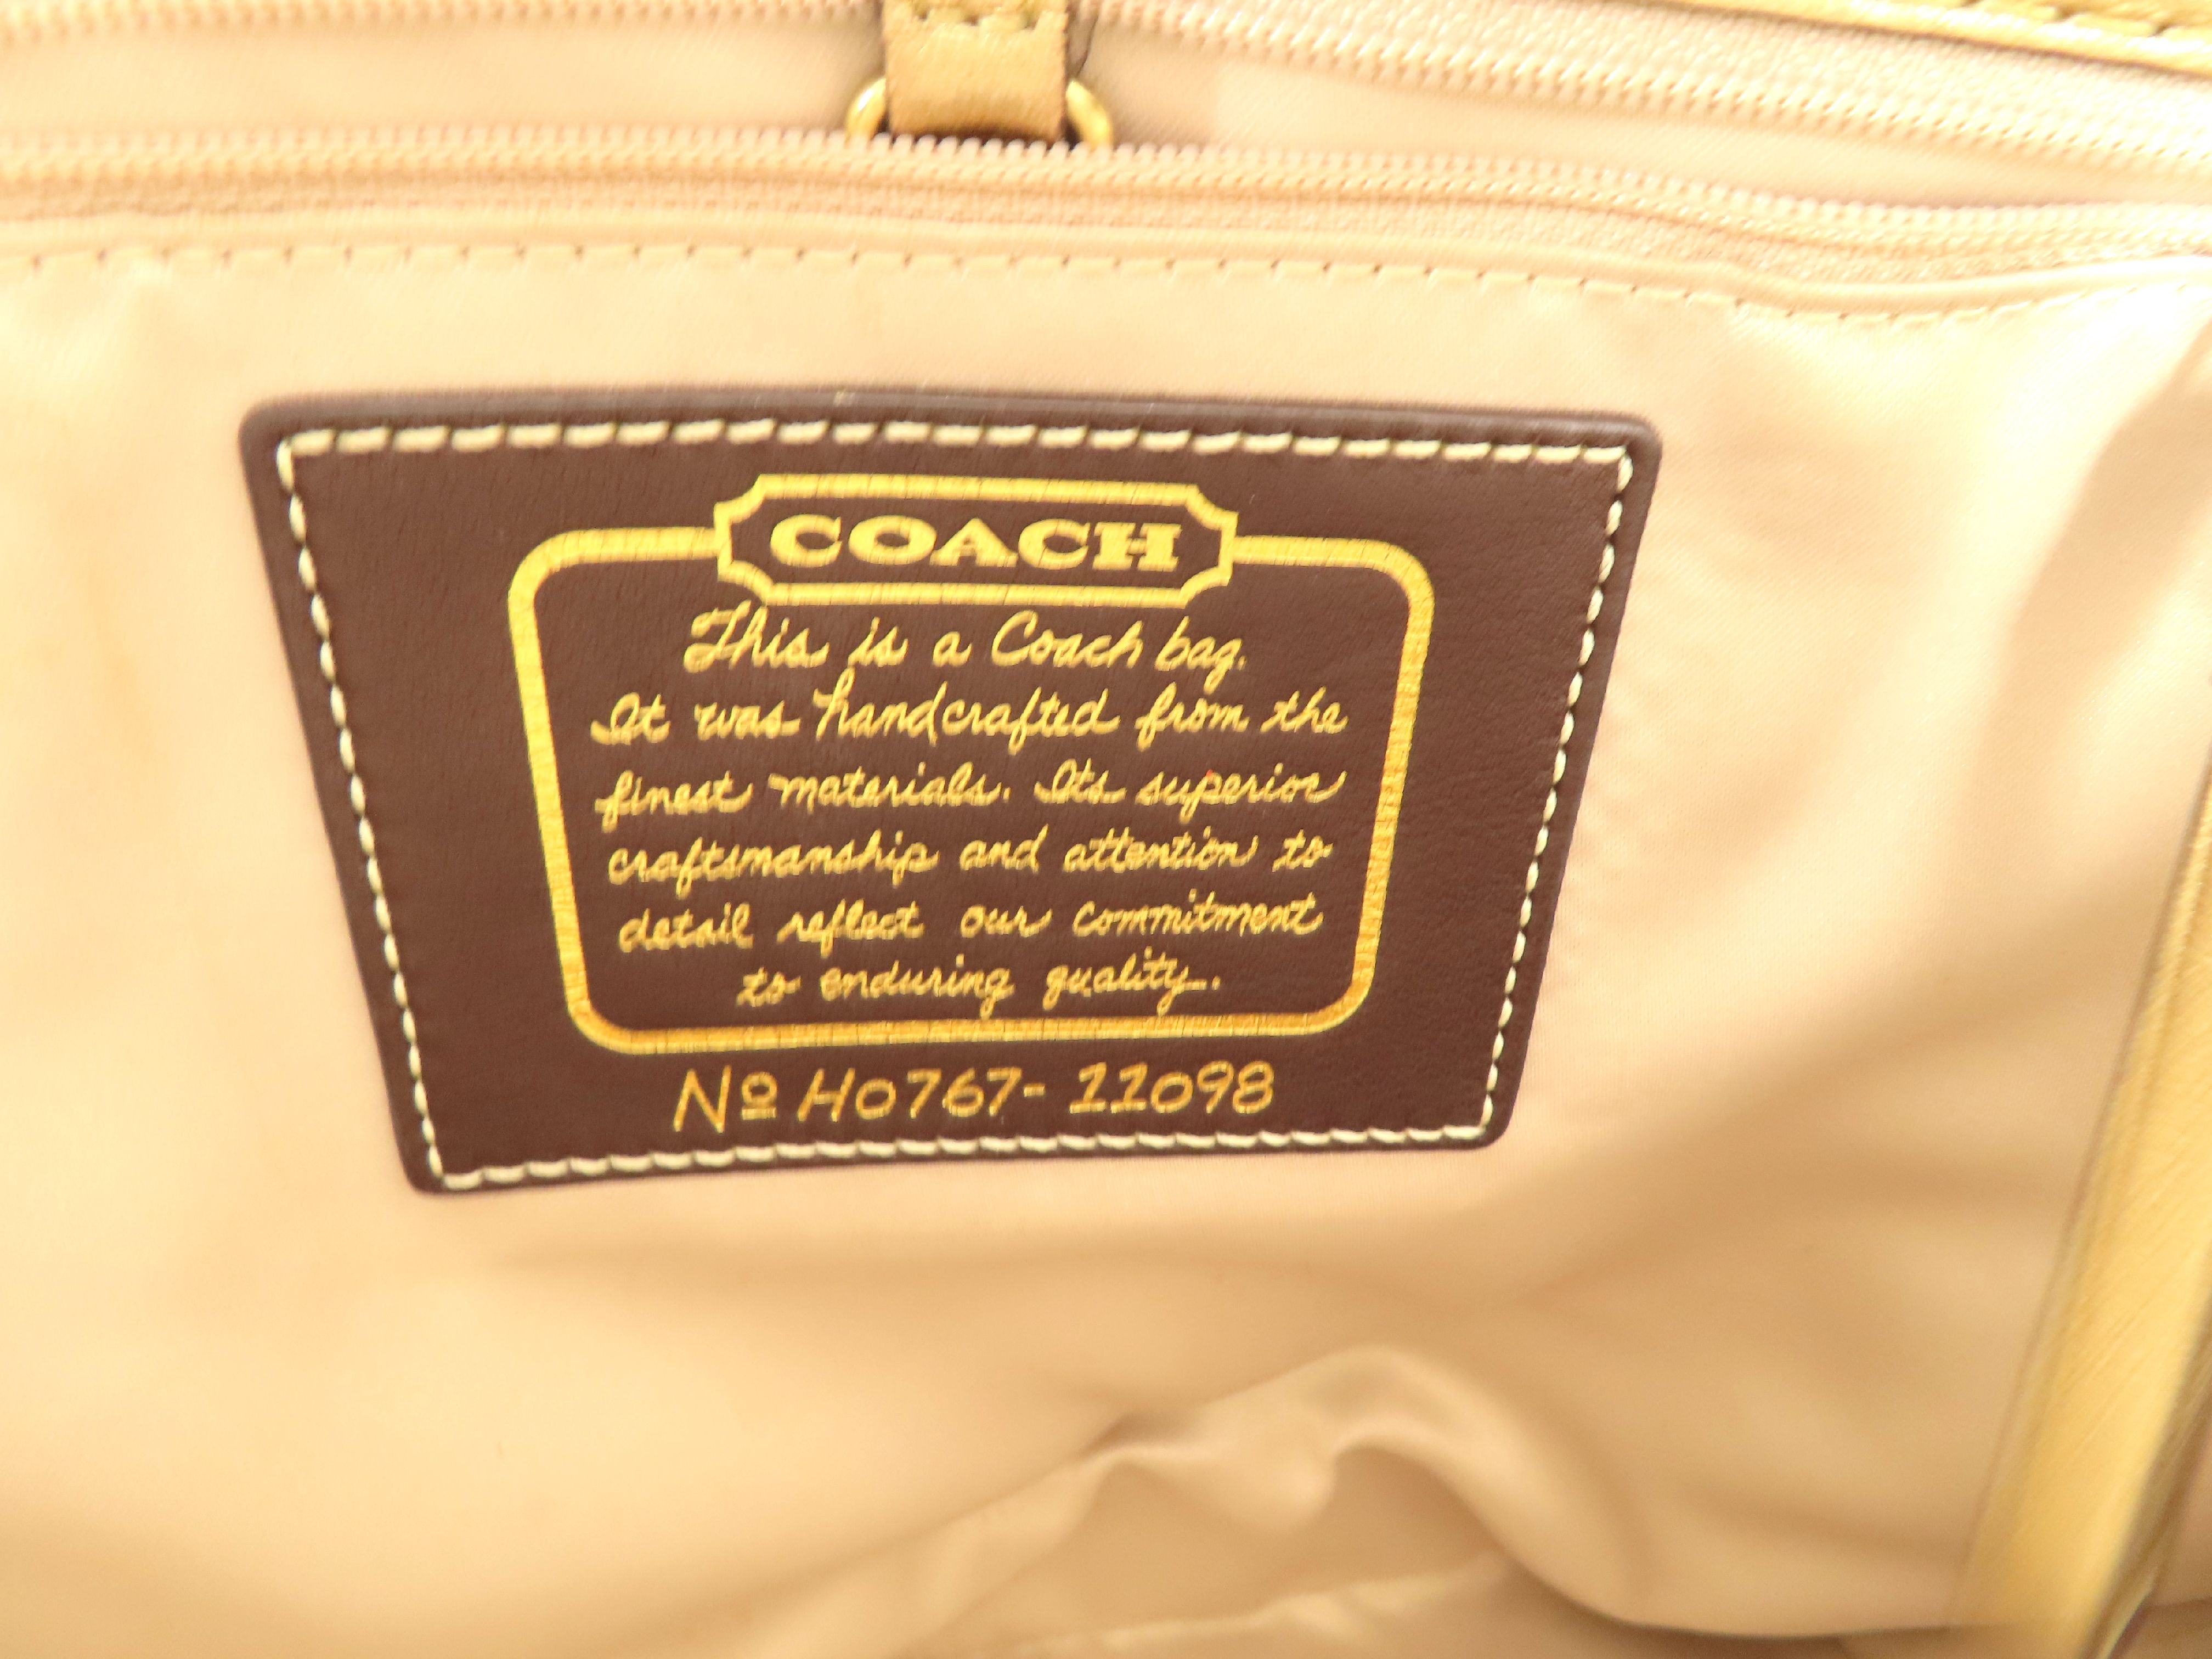 COACH
This is a Coach bag.
It was handcrafted from the
finest materials. Its superior
craftsmanship and attention to
detail reflect our commitment
to enduring quality.
Nº H0767-11098